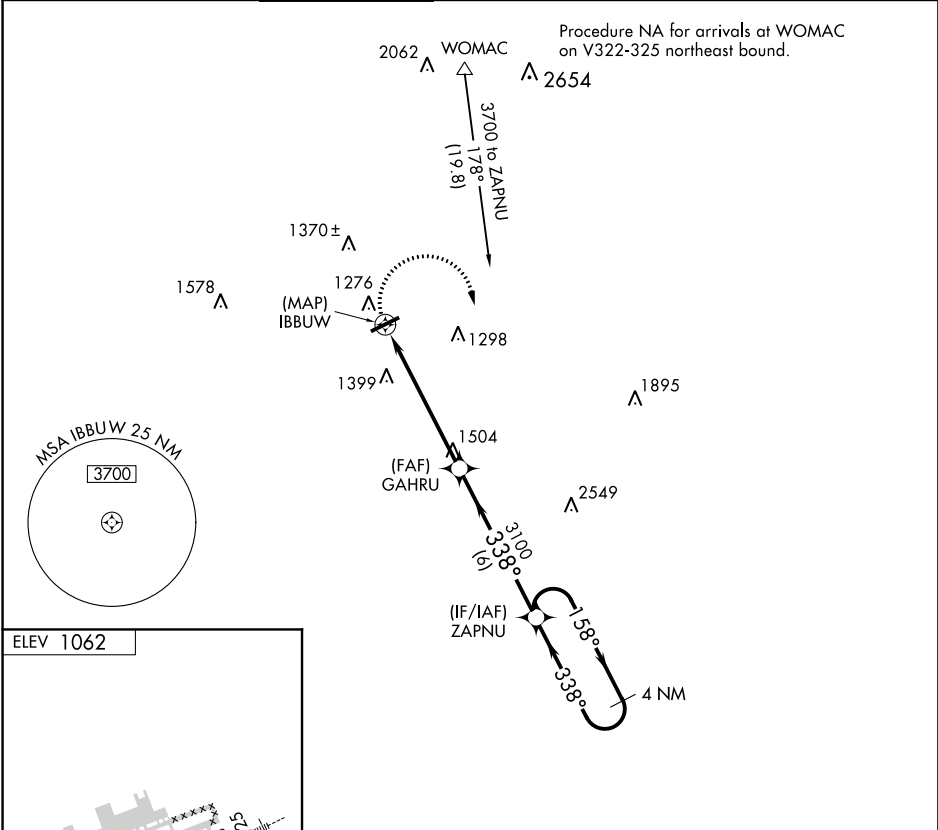 Procedure NA for arrivals at WOMAC
on V322-325 northeast bound.
2062
WOMAC
2654
3700 to ZAPNU
178°
(19.8)
1370±
1578
1276
(MAP)
IBBUW
1298
1399
1895
MSA IBBUW 25 NM
3700
1504
(FAF)
GAHRU
2549
3100
338°
(6)
(IF/IAF)
ZAPNU
158°
338°
4 NM
ELEV 1062
25